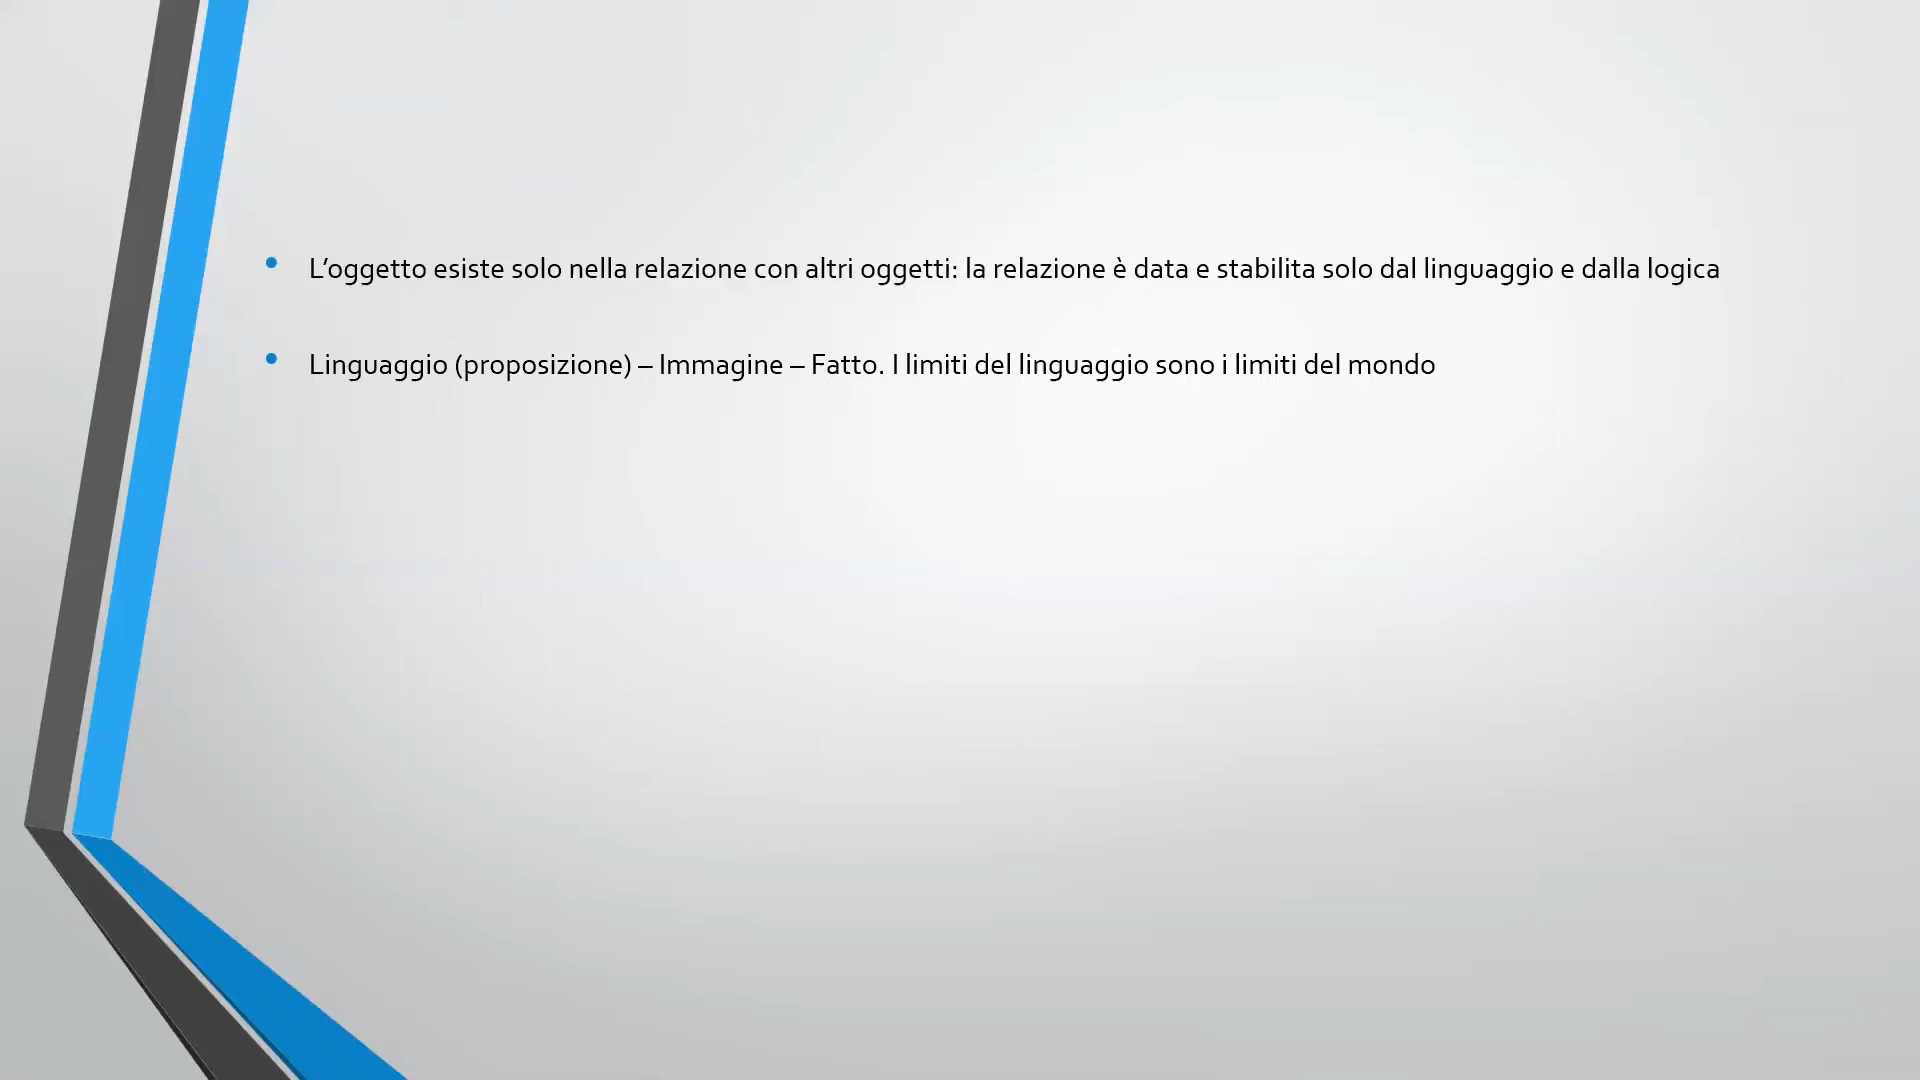 • L’oggetto esiste solo nella relazione con altri oggetti: la relazione è data e stabilita solo dal linguaggio e dalla logica
• Linguaggio (proposizione) – Immagine – Fatto. I limiti del linguaggio sono i limiti del mondo